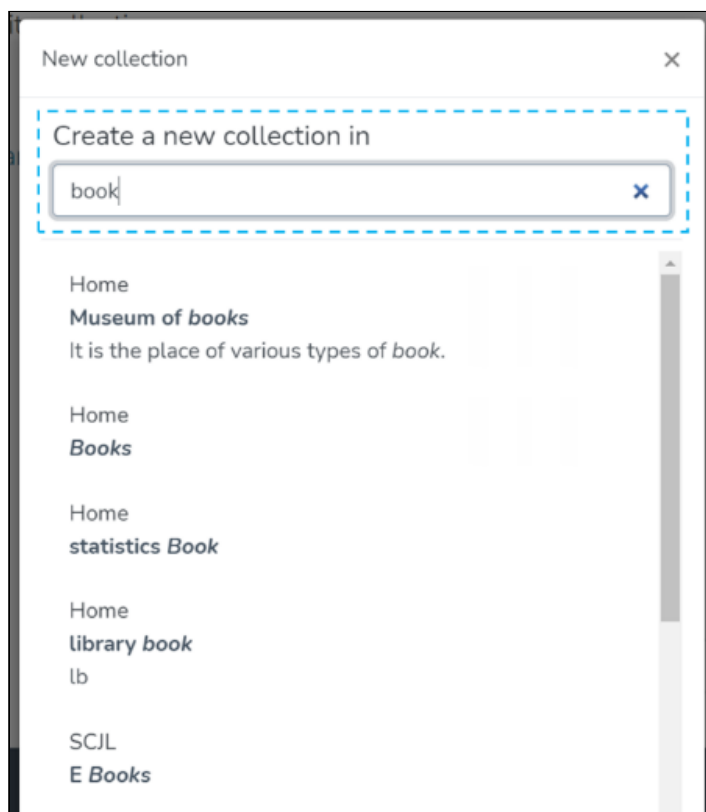 New collection
×
Create a new collection in
book
×
Home
Museum of books
It is the place of various types of book.
Home
Books
Home
statistics Book
Home
library book
lb
SCJL
E Books